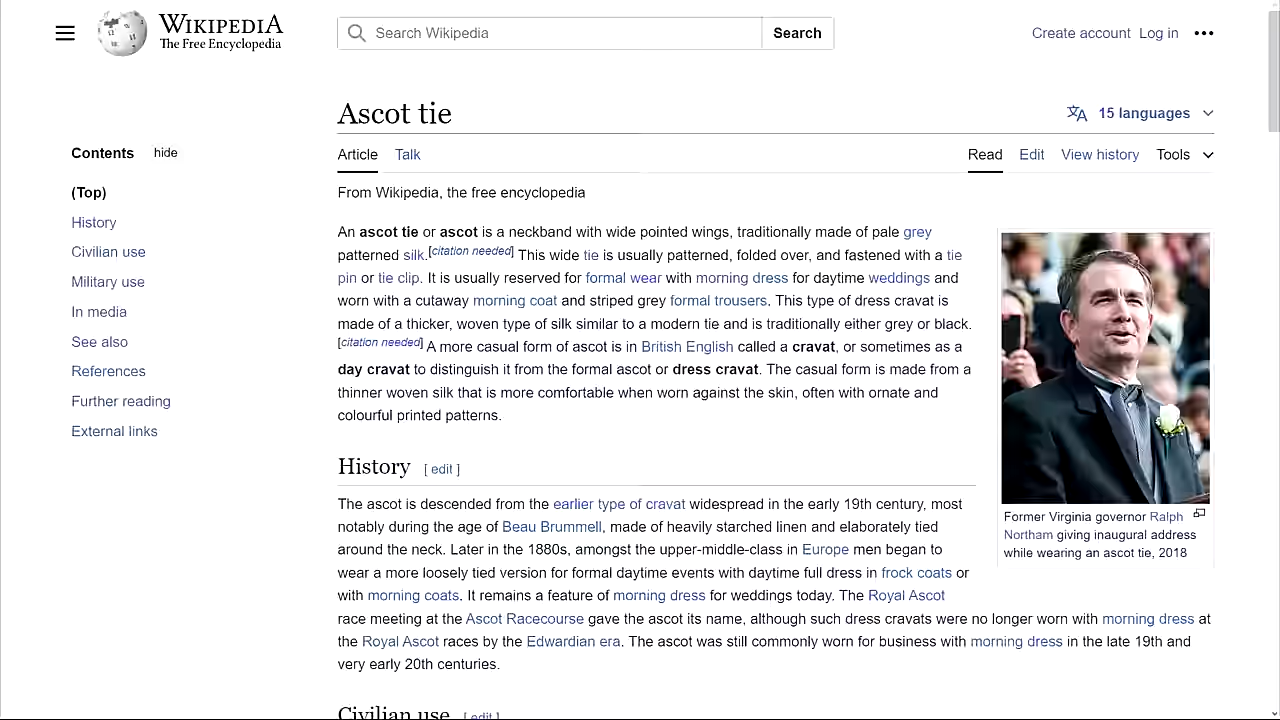 WIKIPEDIA
The Free Encyclopedia
Search Wikipedia
Search
Create account Log in
Ascot tie
15 languages
Contents hide
Article Talk
Read Edit View history Tools
(Top)
History
Civilian use
Military use
In media
See also
References
Further reading
External links
From Wikipedia, the free encyclopedia
An ascot tie or ascot is a neckband with wide pointed wings, traditionally made of pale grey
patterned silk.[citation needed] This wide tie is usually patterned, folded over, and fastened with a tie
pin or tie clip. It is usually reserved for formal wear with morning dress for daytime weddings and
worn with a cutaway morning coat and striped grey formal trousers. This type of dress cravat is
made of a thicker, woven type of silk similar to a modern tie and is traditionally either grey or black.
[citation needed] A more casual form of ascot is in British English called a cravat, or sometimes as a
day cravat to distinguish it from the formal ascot or dress cravat. The casual form is made from a
thinner woven silk that is more comfortable when worn against the skin, often with ornate and
colourful printed patterns.
Former Virginia governor Ralph
Northam giving inaugural address
while wearing an ascot tie, 2018
History [ edit ]
The ascot is descended from the earlier type of cravat widespread in the early 19th century, most
notably during the age of Beau Brummell, made of heavily starched linen and elaborately tied
around the neck. Later in the 1880s, amongst the upper-middle-class in Europe men began to
wear a more loosely tied version for formal daytime events with daytime full dress in frock coats or
with morning coats. It remains a feature of morning dress for weddings today. The Royal Ascot
race meeting at the Ascot Racecourse gave the ascot its name, although such dress cravats were no longer worn with morning dress at
the Royal Ascot races by the Edwardian era. The ascot was still commonly worn for business with morning dress in the late 19th and
very early 20th centuries.
Civilian use [ edit ]